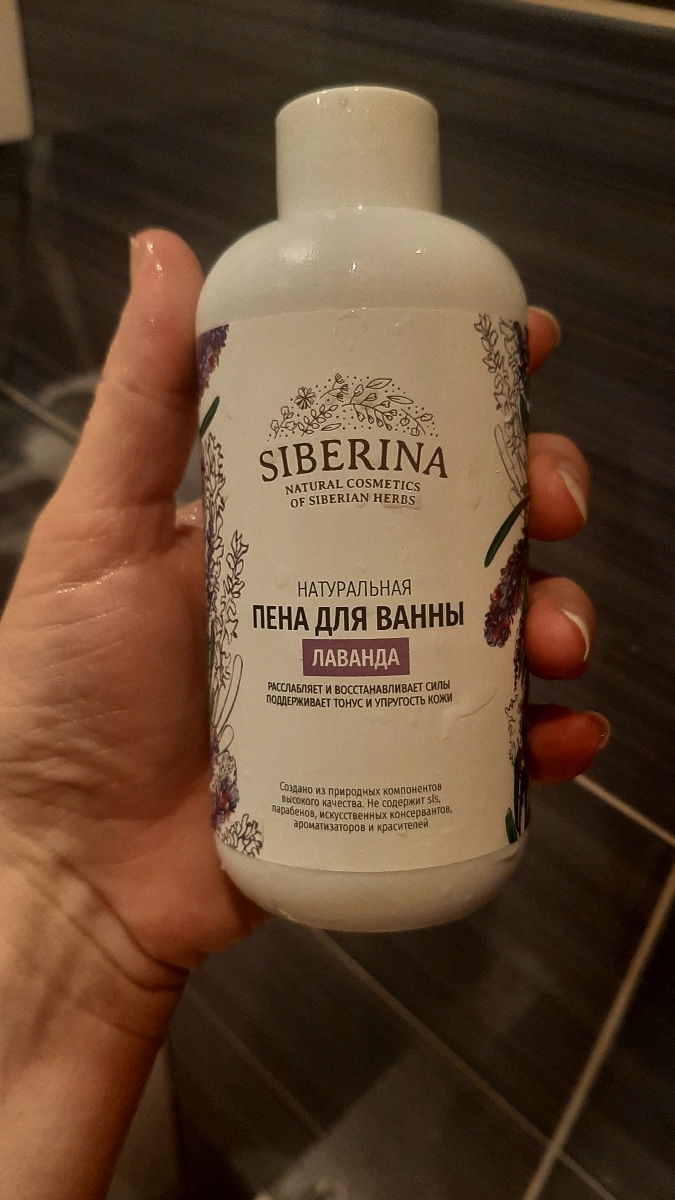 SIBERINA
NATURAL COSMETICS
OF SIBERIAN HERBS
НАТУРАЛЬНАЯ
ПЕНА ДЛЯ ВАННЫ
ЛАВАНДА
РАССЛАБЛЯЕТ И ВОССТАНАВЛИВАЕТ СИЛЫ
ПОДДЕРЖИВАЕТ ТОНУС И УПРУГОСТЬ КОЖИ
Создано из природных компонентов
высокого качества. Не содержит sls,
парабенов, искусственных консервантов,
ароматизаторов и красителей